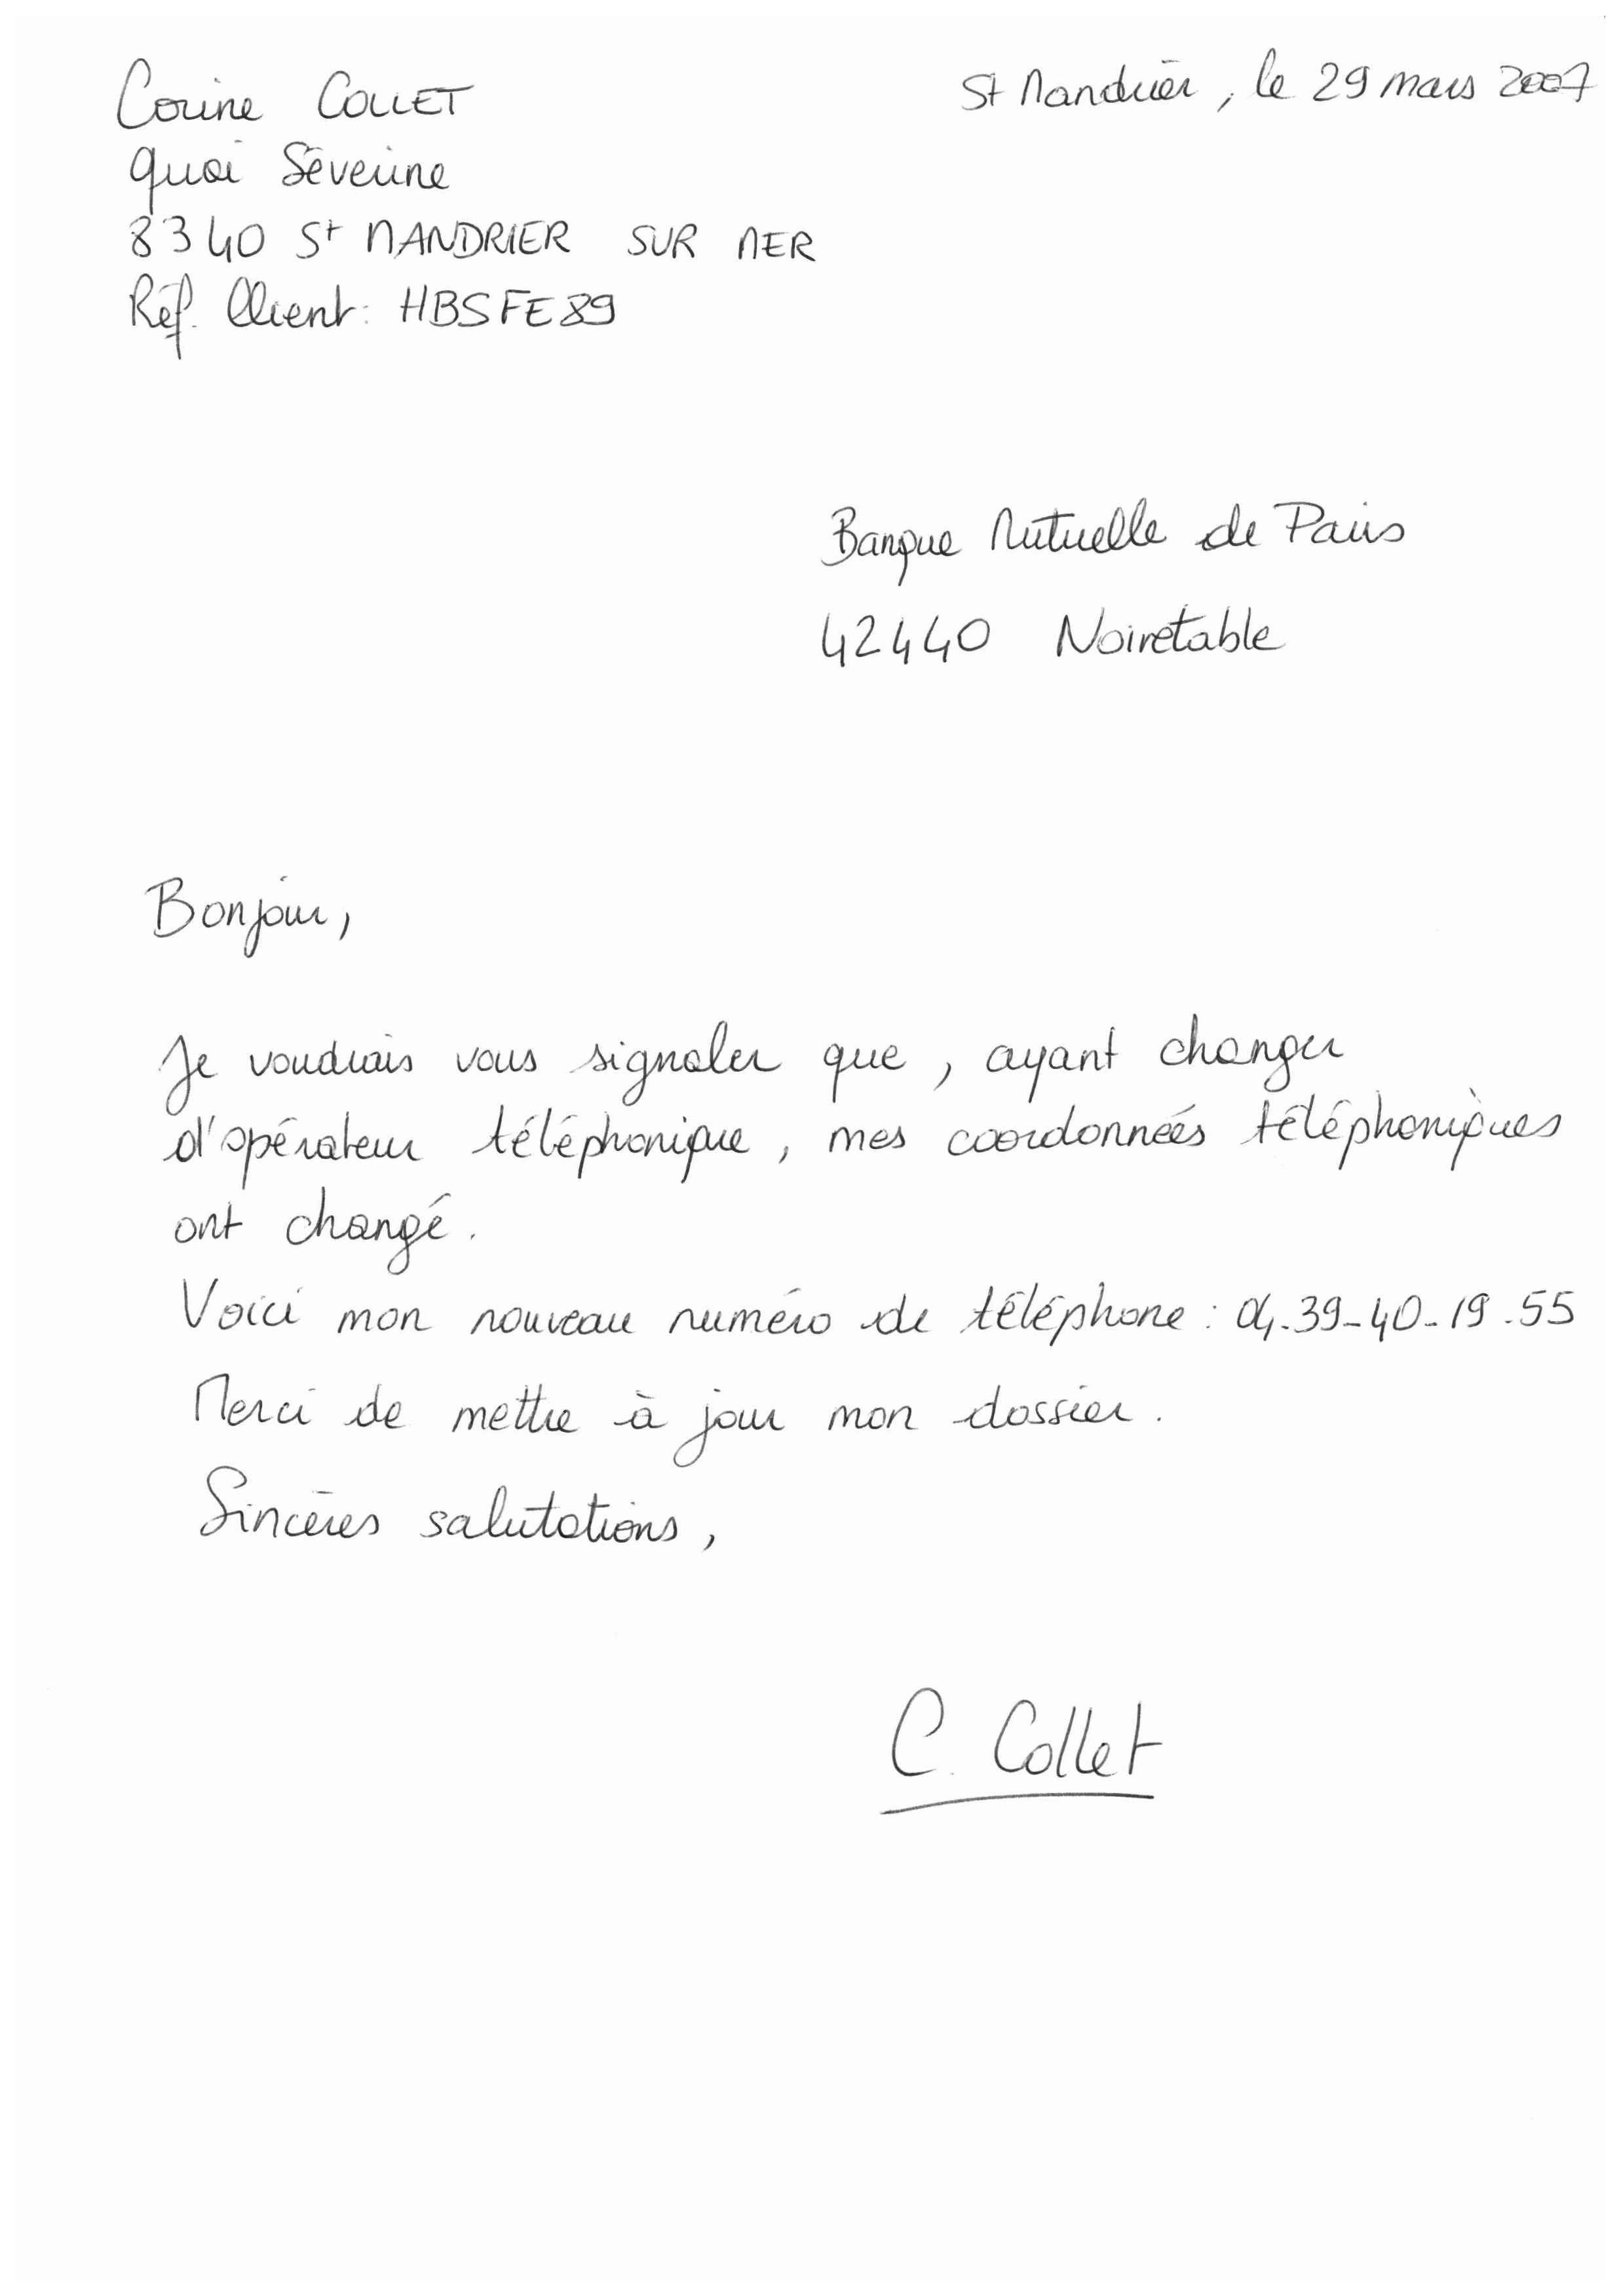 Corine COLLET
St Mandrier, le 29 mars 2007
quai Séverine
8340 St MANDRIER SUR MER
Réf. Client : HBSFE89
Banque Mutuelle de Paris
42440 Noirétable
Bonjour,
Je voudrais vous signaler que, ayant changer
d'opérateur téléphonique, mes coordonnées téléphoniques
ont changé.
Voici mon nouveau numéro de téléphone : 04-39-40-19-55
Merci de mettre à jour mon dossier.
Sincères salutations,
C. Collet